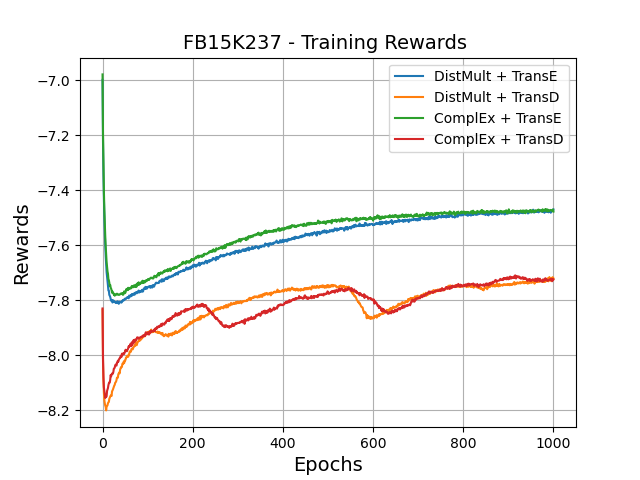 FB15K237 - Training Rewards
DistMult + TransE
DistMult + TransD
ComplEx + TransE
ComplEx + TransD
Rewards
−7.0
−7.2
−7.4
−7.6
−7.8
−8.0
−8.2
0
200
400
600
800
1000
Epochs